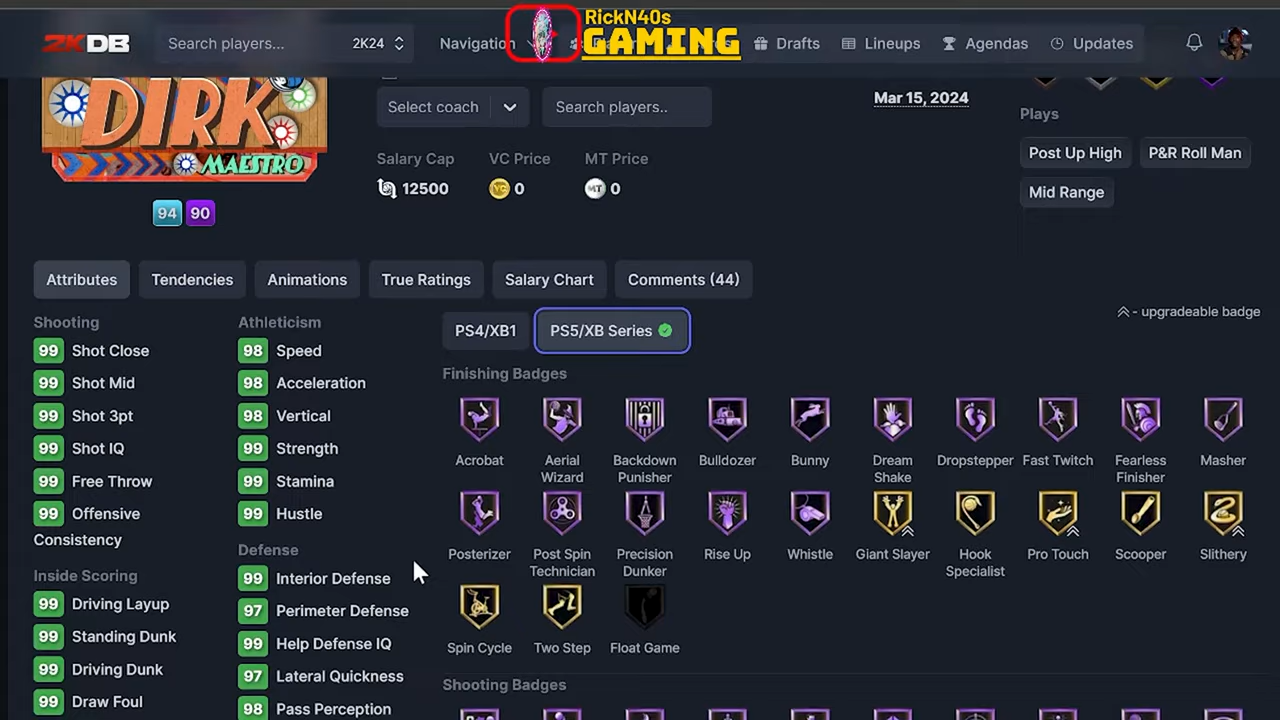 2KDB
Search players...
2K24
Navigation
RickN40s
GAMING
Drafts
Lineups
Agendas
Updates
DIRK
MAESTRO
94 90
Select coach
Search players..
Mar 15, 2024
Salary Cap
12500
VC Price
VC 0
MT Price
MT 0
Plays
Post Up High
P&R Roll Man
Mid Range
Attributes
Tendencies
Animations
True Ratings
Salary Chart
Comments (44)
Shooting
99 Shot Close
99 Shot Mid
99 Shot 3pt
99 Shot IQ
99 Free Throw
99 Offensive
Consistency
Inside Scoring
99 Driving Layup
99 Standing Dunk
99 Driving Dunk
99 Draw Foul
Athleticism
98 Speed
98 Acceleration
98 Vertical
99 Strength
99 Stamina
99 Hustle
Defense
99 Interior Defense
97 Perimeter Defense
99 Help Defense IQ
97 Lateral Quickness
98 Pass Perception
PS4/XB1
PS5/XB Series
- upgradeable badge
Finishing Badges
Acrobat
Aerial
Wizard
Backdown
Punisher
Bulldozer
Bunny
Dream
Shake
Dropstepper
Fast Twitch
Fearless
Finisher
Masher
Posterizer
Post Spin
Technician
Precision
Dunker
Rise Up
Whistle
Giant Slayer
Hook
Specialist
Pro Touch
Scooper
Slithery
Spin Cycle
Two Step
Float Game
Shooting Badges